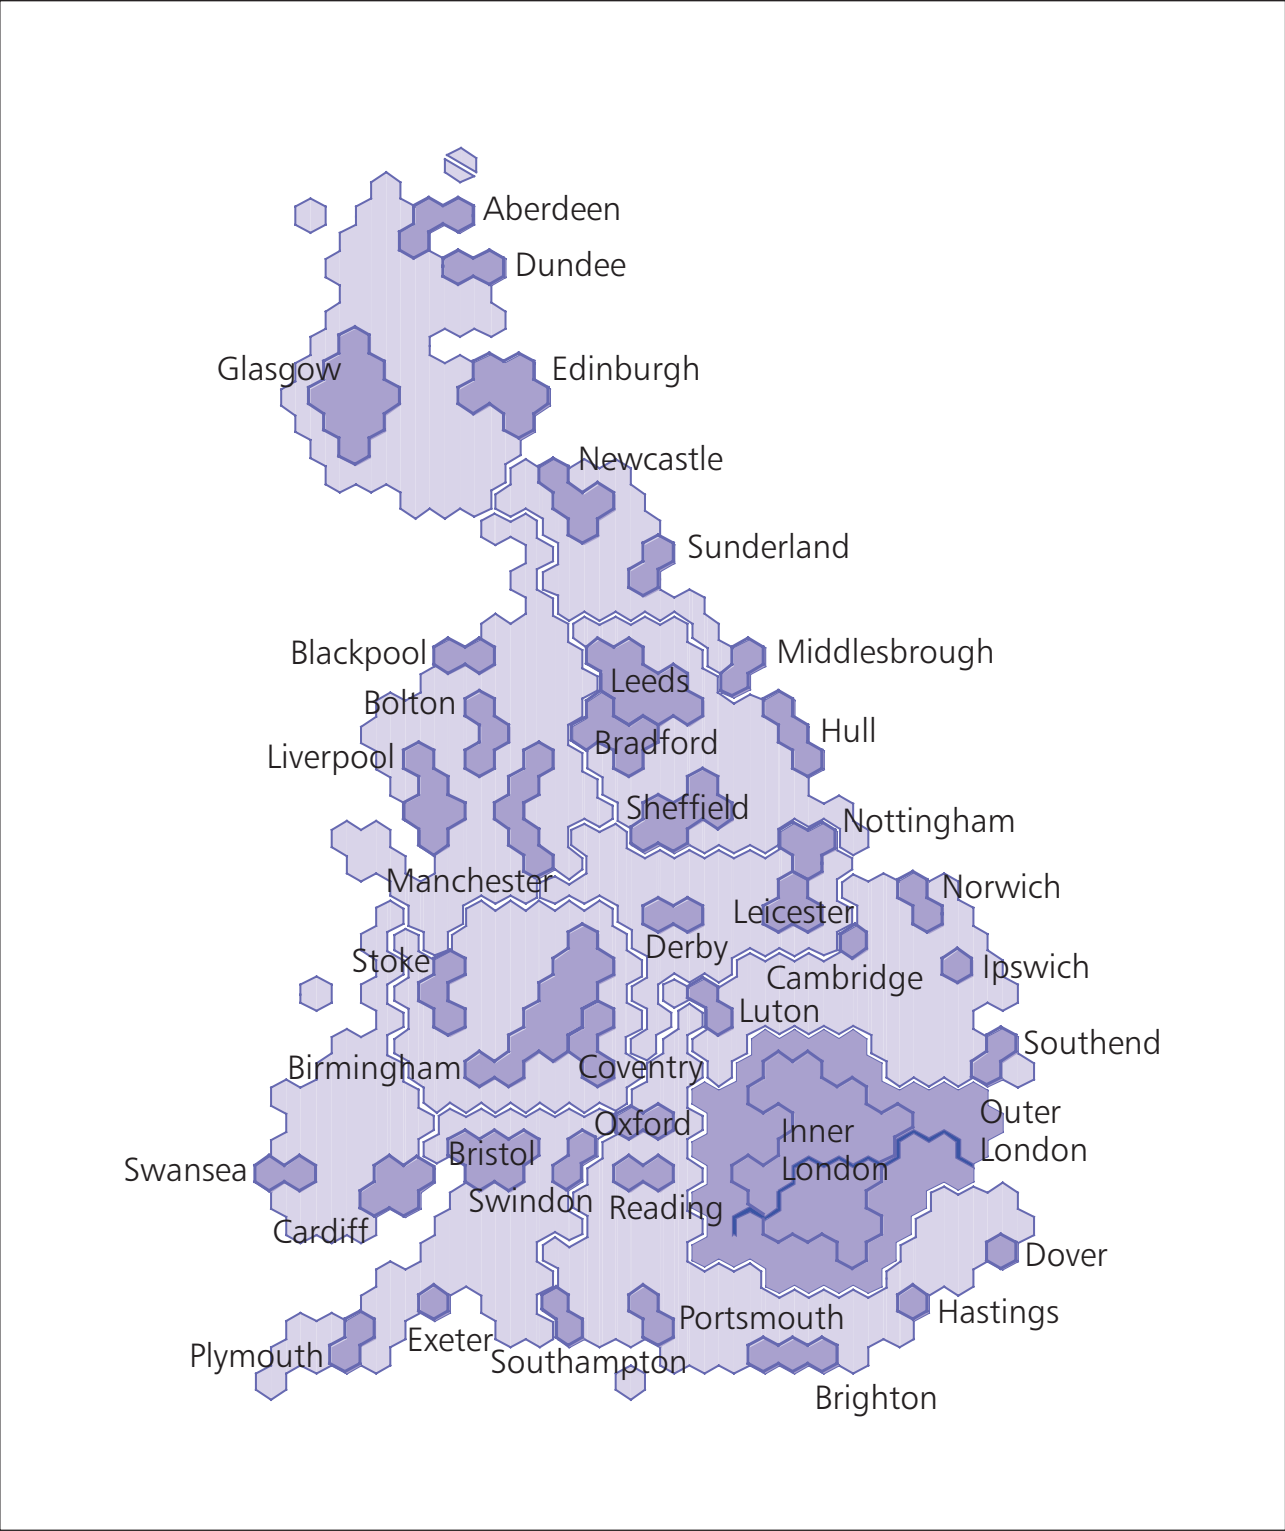 Aberdeen
Dundee
Glasgow
Edinburgh
Newcastle
Sunderland
Blackpool
Middlesbrough
Leeds
Bolton
Hull
Bradford
Liverpool
Sheffield
Nottingham
Manchester
Norwich
Leicester
Derby
Stoke
Cambridge
Ipswich
Luton
Southend
Birmingham
Coventry
Outer
London
Oxford
Inner
London
Bristol
Swansea
Swindon
Reading
Cardiff
Dover
Hastings
Portsmouth
Exeter
Plymouth
Southampton
Brighton